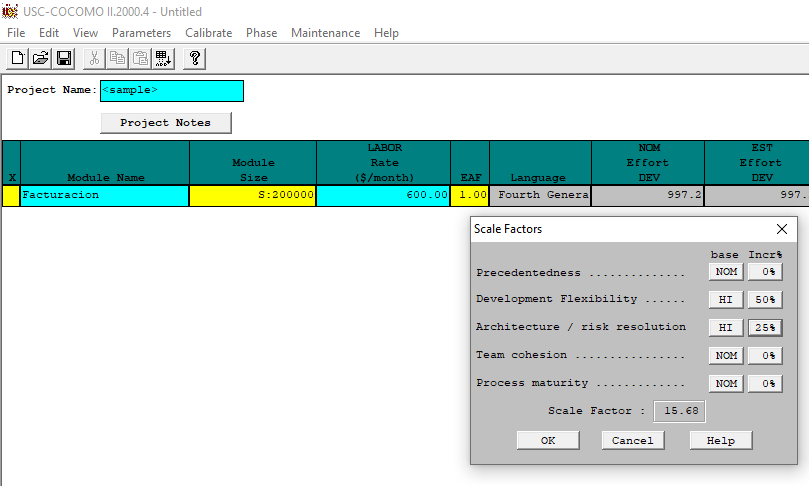 USC-COCOMO II.2000.4 - Untitled
File Edit View Parameters Calibrate Phase Maintenance Help
Project Name: <sample>
Project Notes
X Module Name Module Size LABOR Rate ($/month) EAF Language NOM Effort DEV EST Effort DEV
Facturacion S:200000 600.00 1.00 Fourth Genera 997.2 997.
Scale Factors
base Incr%
Precedentedness .............. NOM 0%
Development Flexibility ...... HI 50%
Architecture / risk resolution HI 25%
Team cohesion ............... NOM 0%
Process maturity ............. NOM 0%
Scale Factor : 15.68
OK Cancel Help